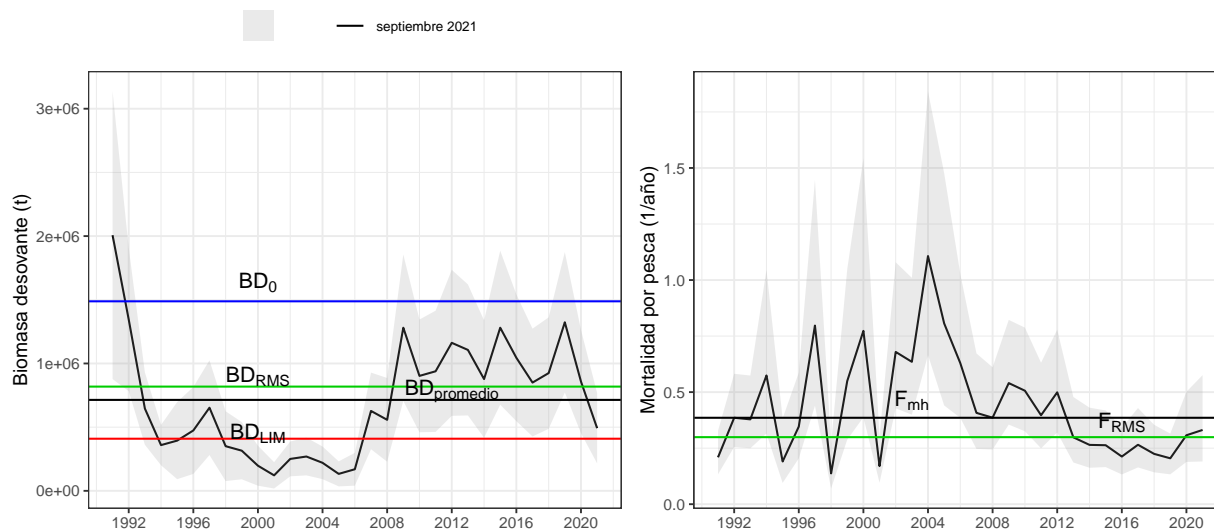 septiembre 2021
Biomasa desovante (t)
3e+06
2e+06
1e+06
0e+00
BD0
BDRMS
BDpromedio
BDLIM
1992 1996 2000 2004 2008 2012 2016 2020
Mortalidad por pesca (1/año)
1.5
1.0
0.5
0.0
Fmh
FRMS
1992 1996 2000 2004 2008 2012 2016 2020